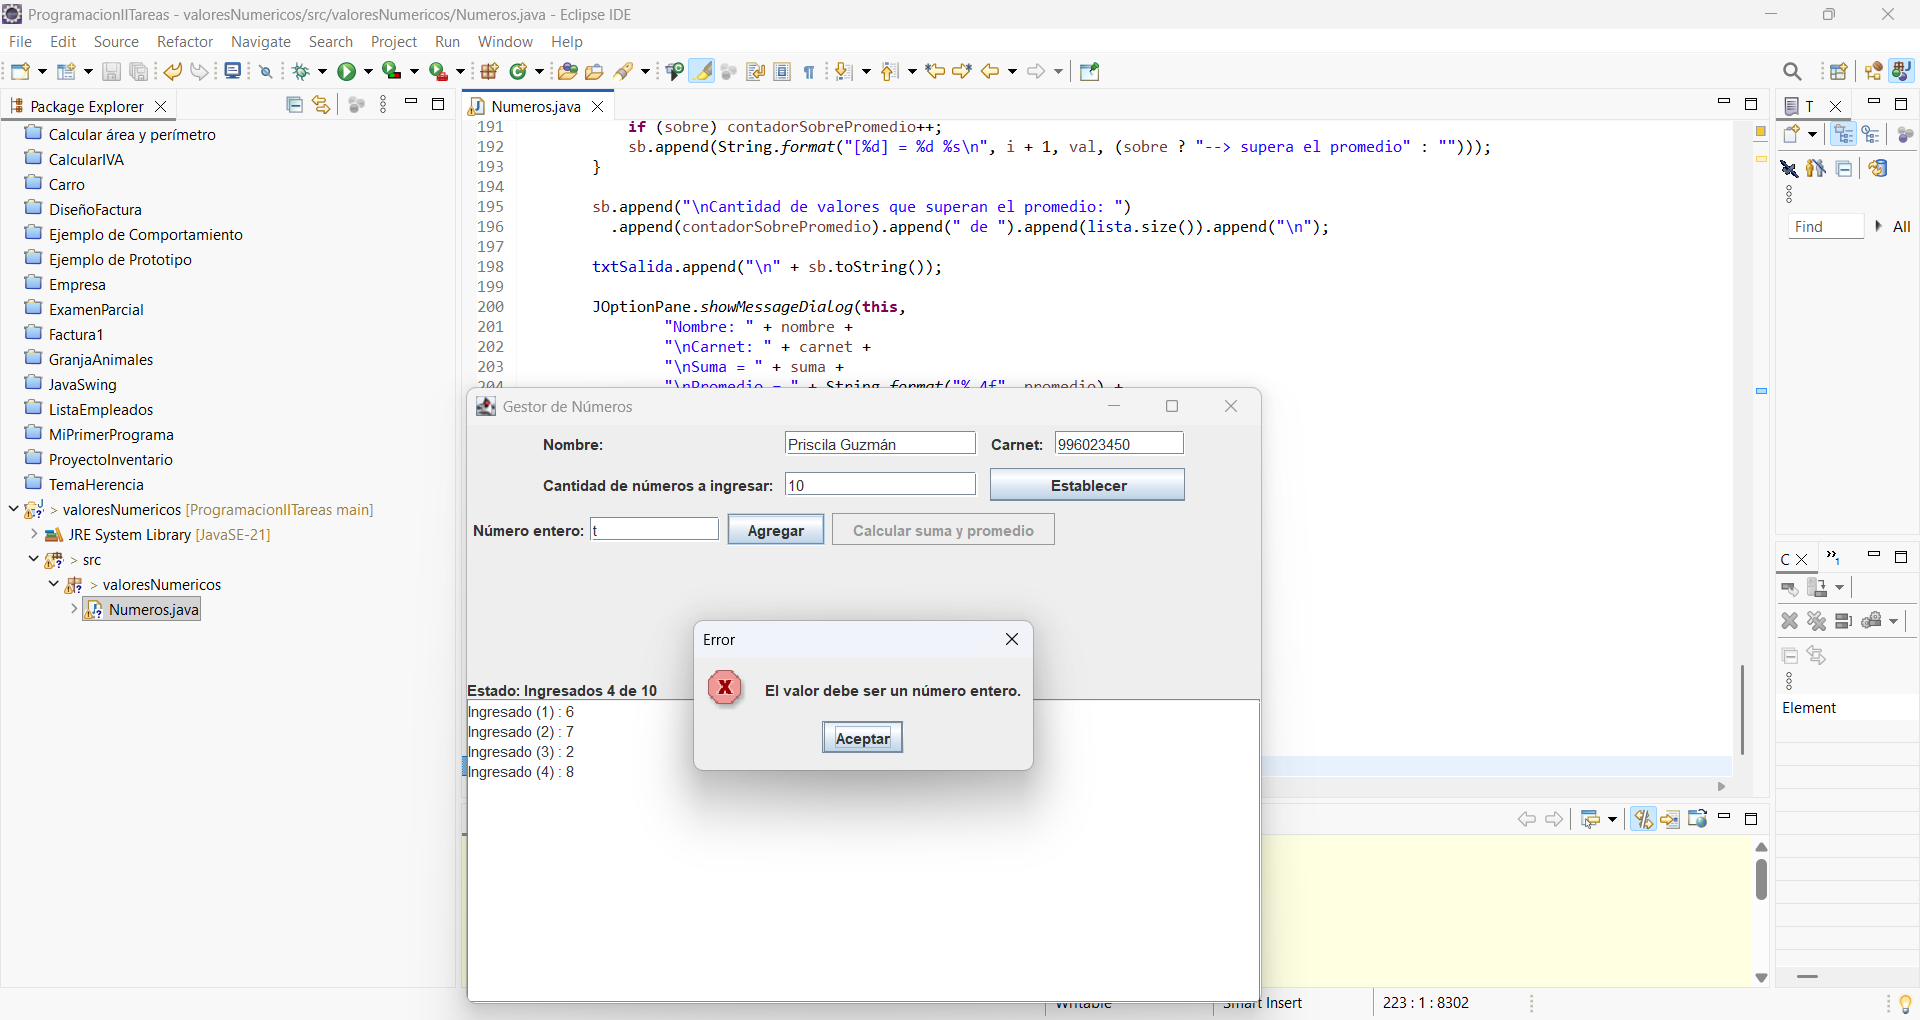 ProgramacionIITareas - valoresNumericos/src/valoresNumericos/Numeros.java - Eclipse IDE
File Edit Source Refactor Navigate Search Project Run Window Help
Package Explorer
Calcular área y perímetro
CalcularIVA
Carro
DiseñoFactura
Ejemplo de Comportamiento
Ejemplo de Prototipo
Empresa
ExamenParcial
Factura1
GranjaAnimales
JavaSwing
ListaEmpleados
MiPrimerPrograma
ProyectoInventario
TemaHerencia
> valoresNumericos [ProgramacionIITareas main]
JRE System Library [JavaSE-21]
> src
> valoresNumericos
Numeros.java
Numeros.java
191 if (sobre) contadorSobrePromedio++;
192 sb.append(String.format("[%d] = %d %s\n", i + 1, val, (sobre ? "--> supera el promedio" : "")));
193 }
194
195 sb.append("\nCantidad de valores que superan el promedio: ")
196 .append(contadorSobrePromedio).append(" de ").append(lista.size()).append("\n");
197
198 txtSalida.append("\n" + sb.toString());
199
200 JOptionPane.showMessageDialog(this,
201 "Nombre: " + nombre +
202 "\nCarnet: " + carnet +
203 "\nSuma = " + suma +
204 "\nPromedio = " + String.format("%.4f", promedio) +
Gestor de Números
Nombre: Priscila Guzmán Carnet: 996023450
Cantidad de números a ingresar: 10 Establecer
Número entero: t Agregar Calcular suma y promedio
Error
El valor debe ser un número entero.
Aceptar
Estado: Ingresados 4 de 10
Ingresado (1) : 6
Ingresado (2) : 7
Ingresado (3) : 2
Ingresado (4) : 8
T
Find All
C
Element
Writable Smart Insert 223 : 1 : 8302